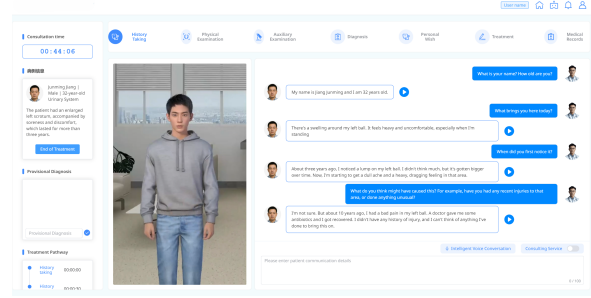 User name
Consultation time
00:44:06
病例信息
Junming Jiang |
Male | 32-year-old
Urinary System
The patient had an enlarged
left scrotum, accompanied by
soreness and discomfort,
which lasted for more than
three years.
End of Treatment
Provisional Diagnosis
Provisional Diagnosis
Treatment Pathway
History
taking
00:00:00
History
00:00:30
History
Taking
Physical
Examination
Auxiliary
Examination
Diagnosis
Personal
Wish
Treatment
Medical
Records
What is your name? How old are you?
My name is Jiang Junming and I am 32 years old.
What brings you here today?
There's a swelling around my left ball. It feels heavy and uncomfortable, especially when I'm
standing.
When did you first notice it?
About three years ago, I noticed a lump on my left ball. I didn't think much, but it's gotten bigger
over time. Now, I'm starting to get a dull ache and a heavy, dragging feeling in that area.
What do you think might have caused this? For example, have you had any recent injuries to that
area, or done anything unusual?
I'm not sure. But about 10 years ago, I had a bad pain in my left ball. A doctor gave me some
antibiotics and I got recovered. I didn't have any history of injury, and I can't think of anything I've
done to bring this on.
Intelligent Voice Conversation
Consulting Service
Please enter patient communication details
0 / 100